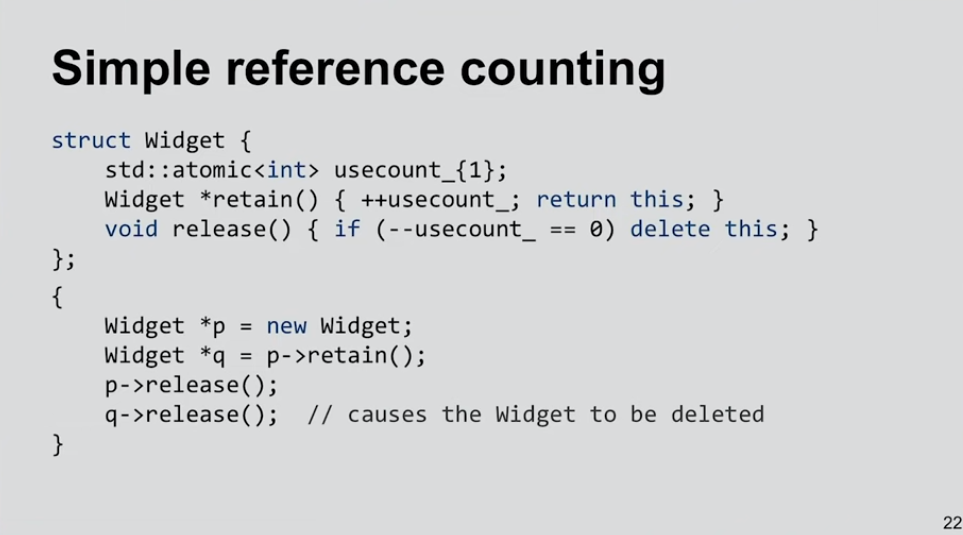 Simple reference counting
struct Widget {
    std::atomic<int> usecount_{1};
    Widget *retain() { ++usecount_; return this; }
    void release() { if (--usecount_ == 0) delete this; }
};
{
    Widget *p = new Widget;
    Widget *q = p->retain();
    p->release();
    q->release();  // causes the Widget to be deleted
}
22